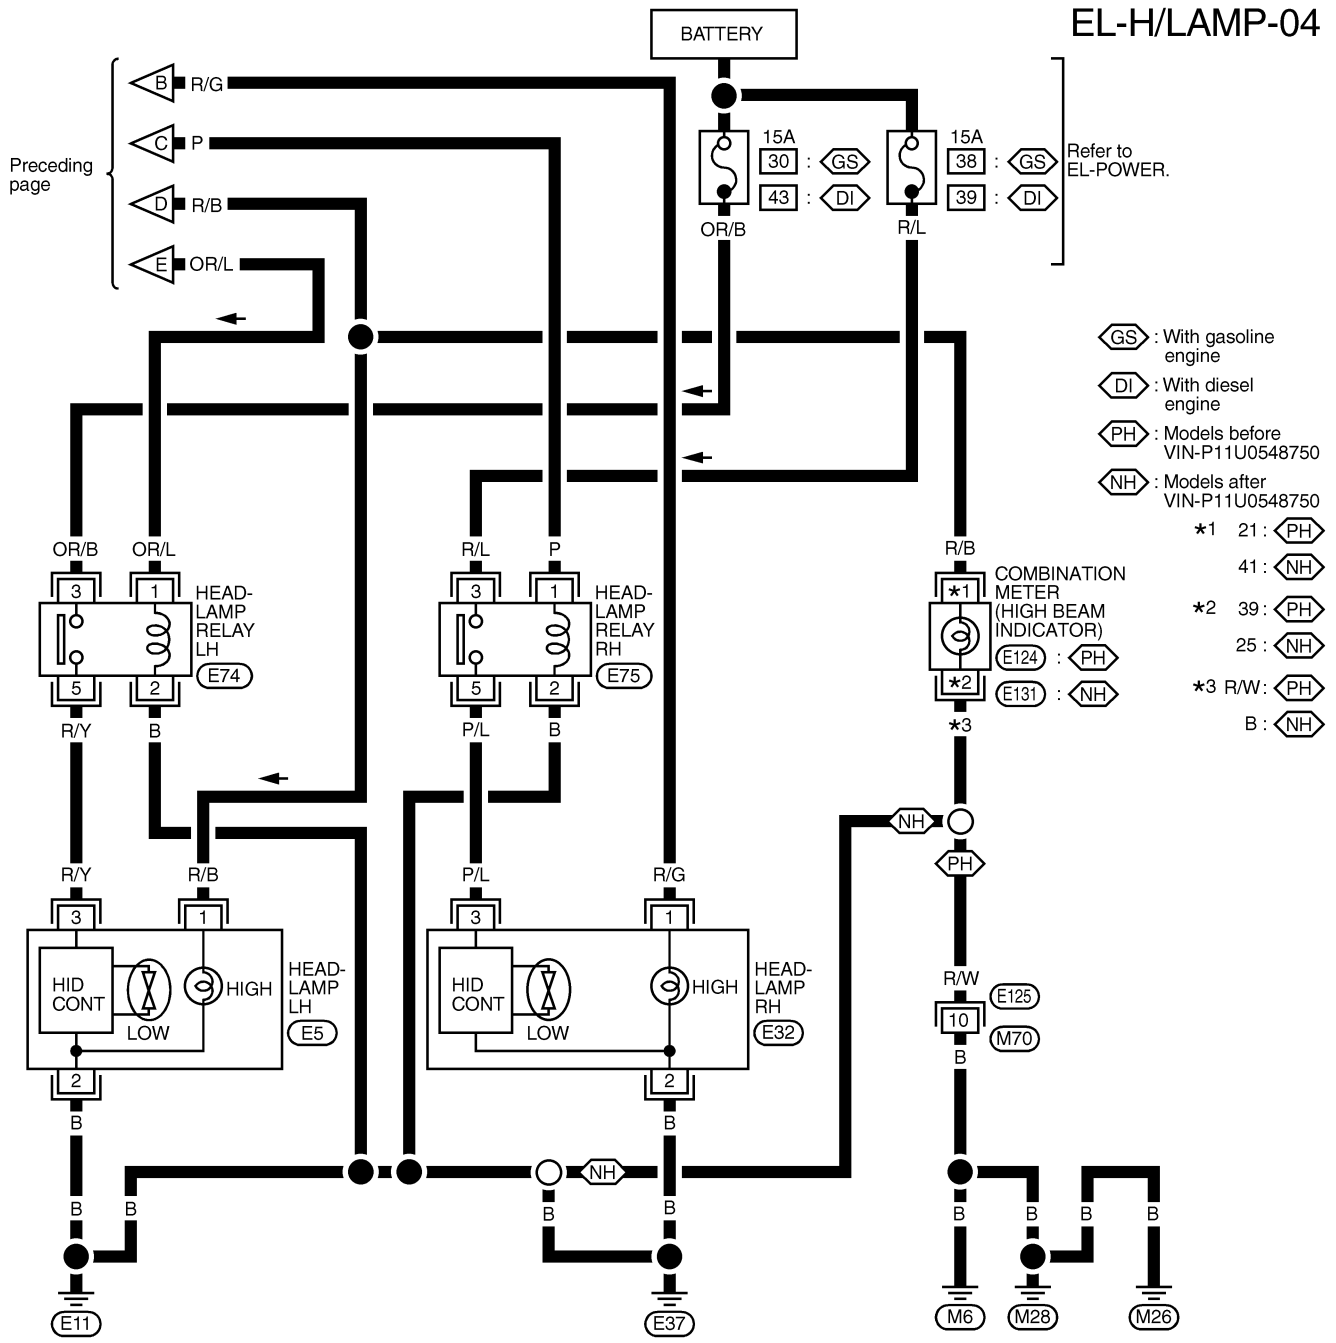 EL-H/LAMP-04
BATTERY
B R/G
C P
D R/B
E OR/L
Preceding
page
15A
30 : GS
43 : DI
15A
38 : GS
39 : DI
Refer to
EL-POWER.
OR/B
R/L
GS : With gasoline
engine
DI : With diesel
engine
PH : Models before
VIN-P11U0548750
NH : Models after
VIN-P11U0548750
*1 21 : PH
41 : NH
*2 39 : PH
25 : NH
*3 R/W : PH
B : NH
OR/B OR/L R/L P R/B
3 1
HEAD-
LAMP
RELAY
LH
E74
5 2
3 1
HEAD-
LAMP
RELAY
RH
E75
5 2
*1
COMBINATION
METER
(HIGH BEAM
INDICATOR)
E124 : PH
*2
E131 : NH
R/Y B P/L B *3
NH
PH
R/Y R/B P/L R/G
3 1
HID
CONT
LOW
HIGH
HEAD-
LAMP
LH
E5
2
3 1
HID
CONT
LOW
HIGH
HEAD-
LAMP
RH
E32
2
R/W
E125
10
M70
B
B B
NH
B B B B B B B B
E11 E37 M6 M28 M26